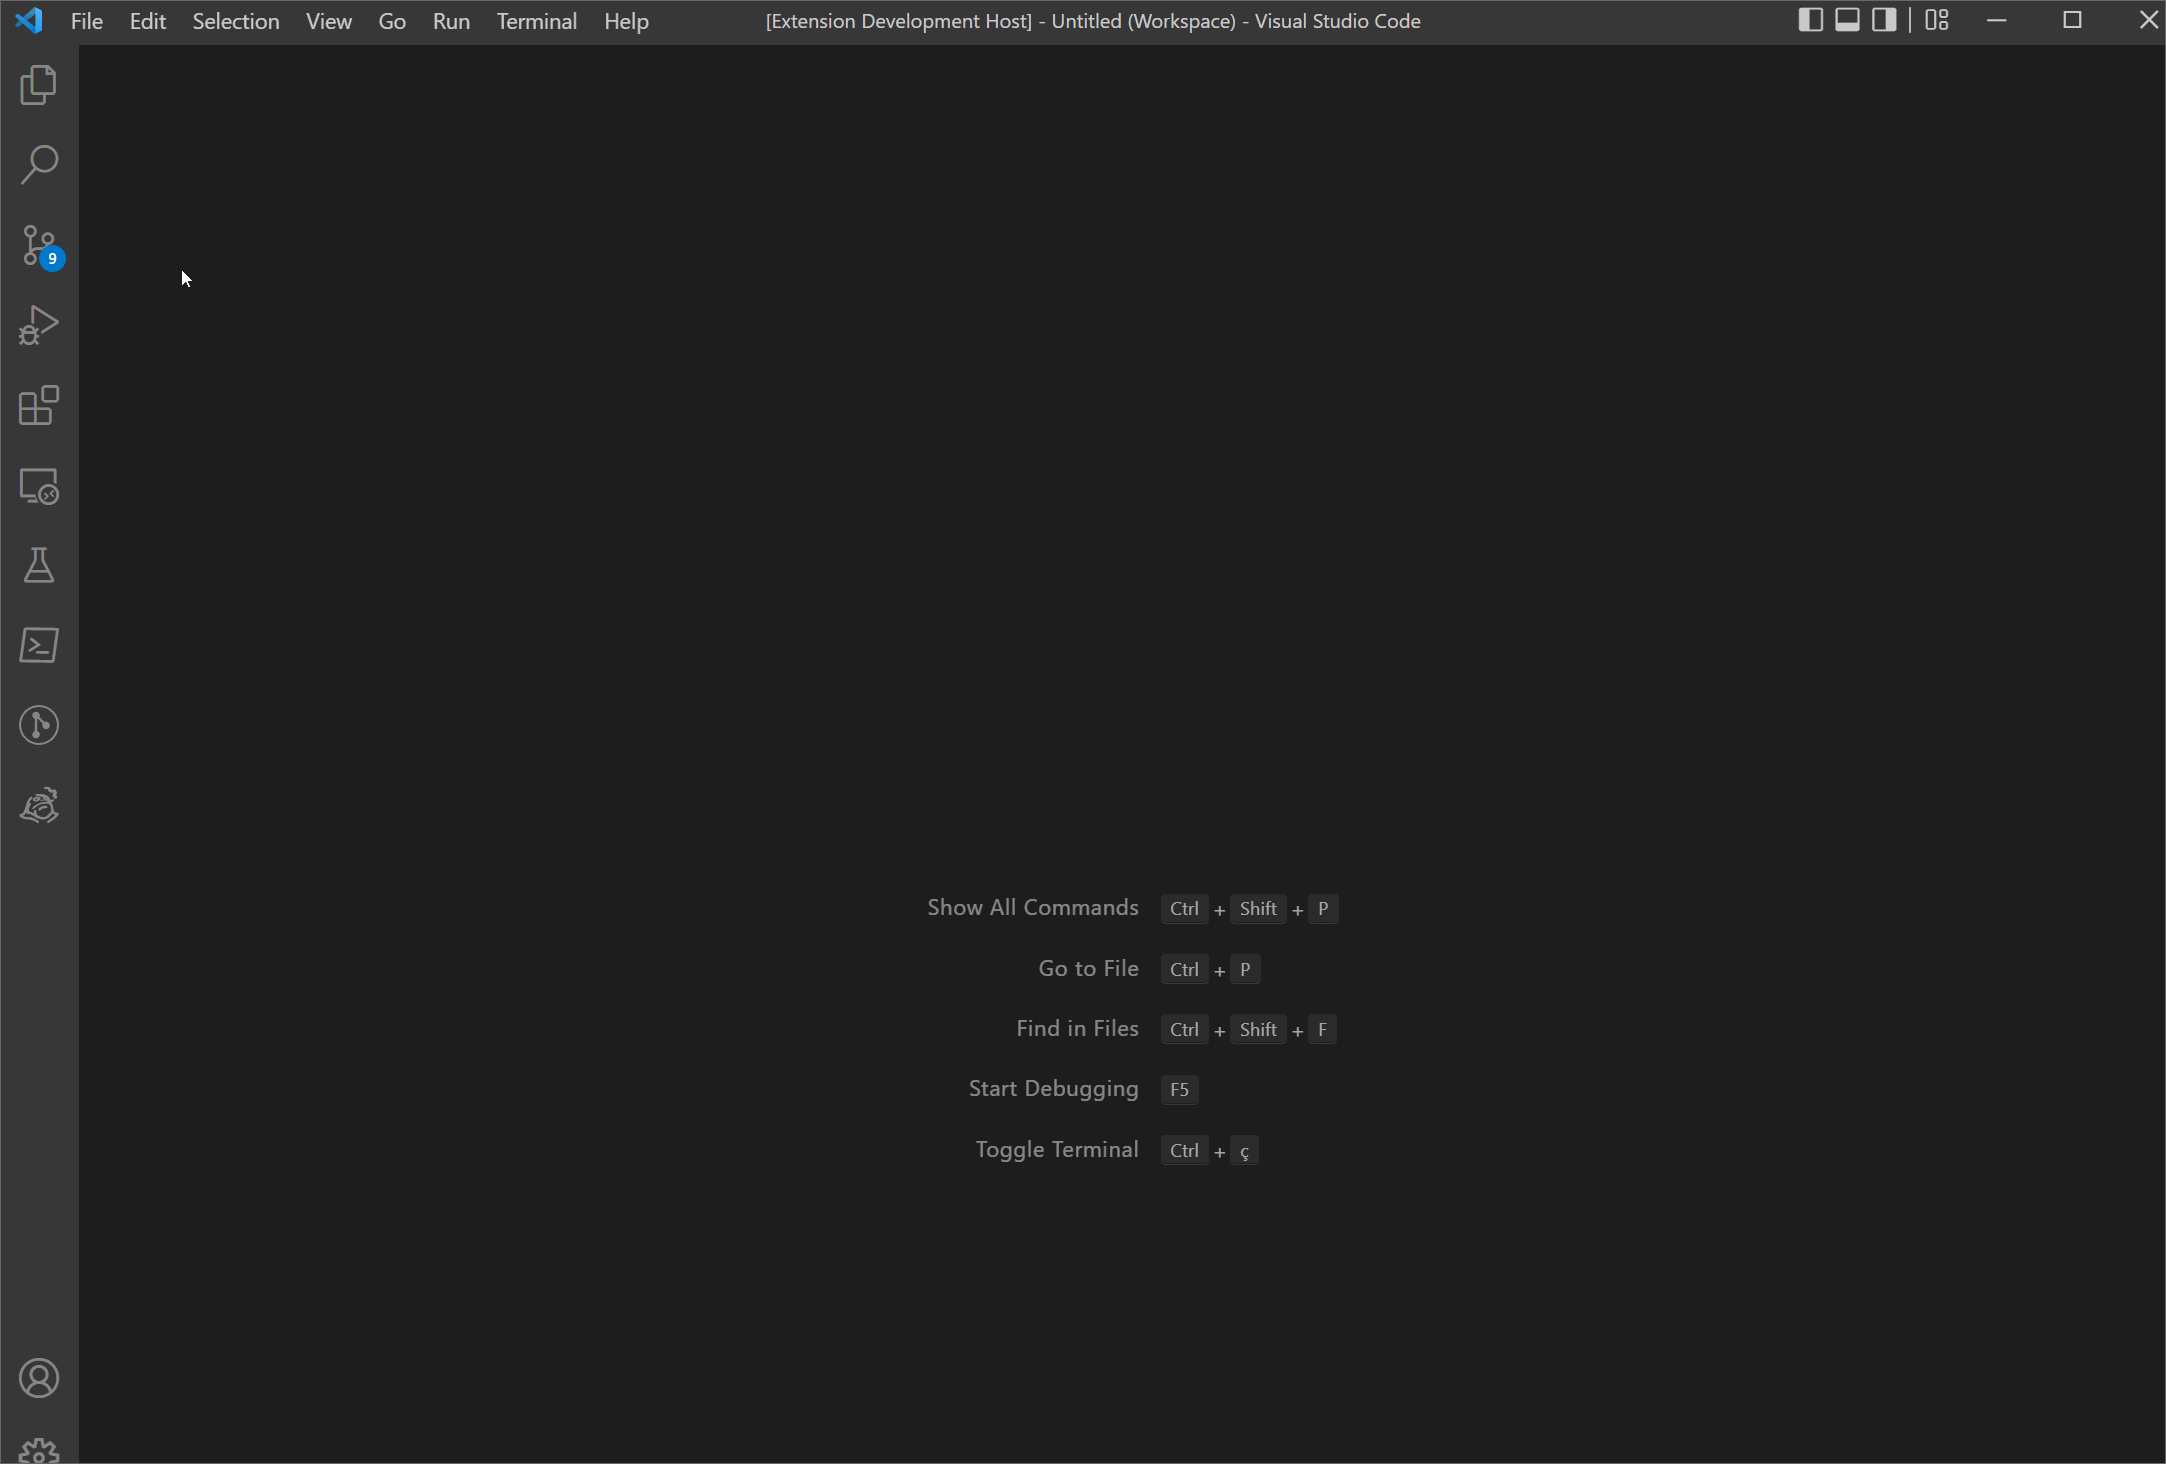 File Edit Selection View Go Run Terminal Help [Extension Development Host] - Untitled (Workspace) - Visual Studio Code
9
Show All Commands Ctrl + Shift + P
Go to File Ctrl + P
Find in Files Ctrl + Shift + F
Start Debugging F5
Toggle Terminal Ctrl + ç